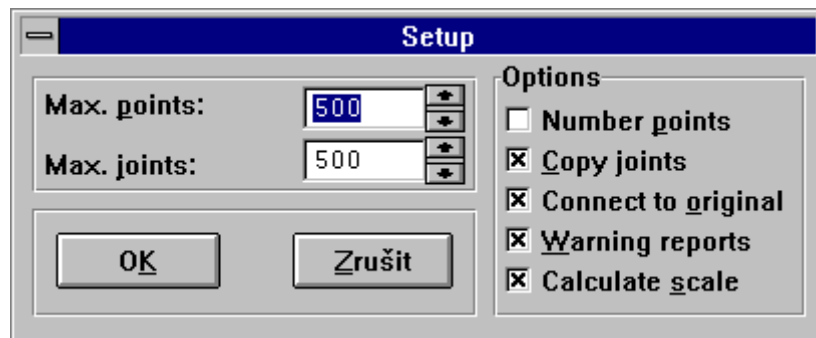 Setup
Max. points:
500
Max. joints:
500
OK
Zrušit
Options
Number points
Copy joints
Connect to original
Warning reports
Calculate scale